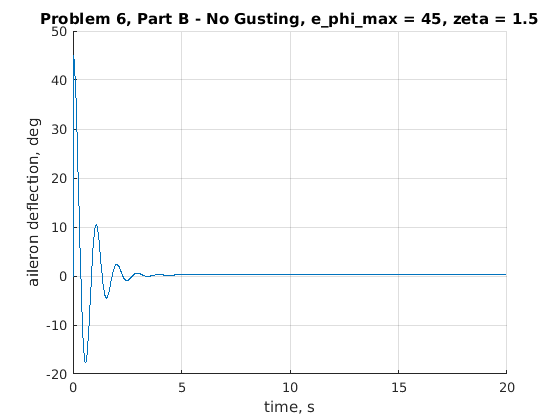 Problem 6, Part B - No Gusting, e_phi_max = 45, zeta = 1.5
50
40
30
20
10
0
-10
-20
aileron deflection, deg
0 5 10 15 20
time, s